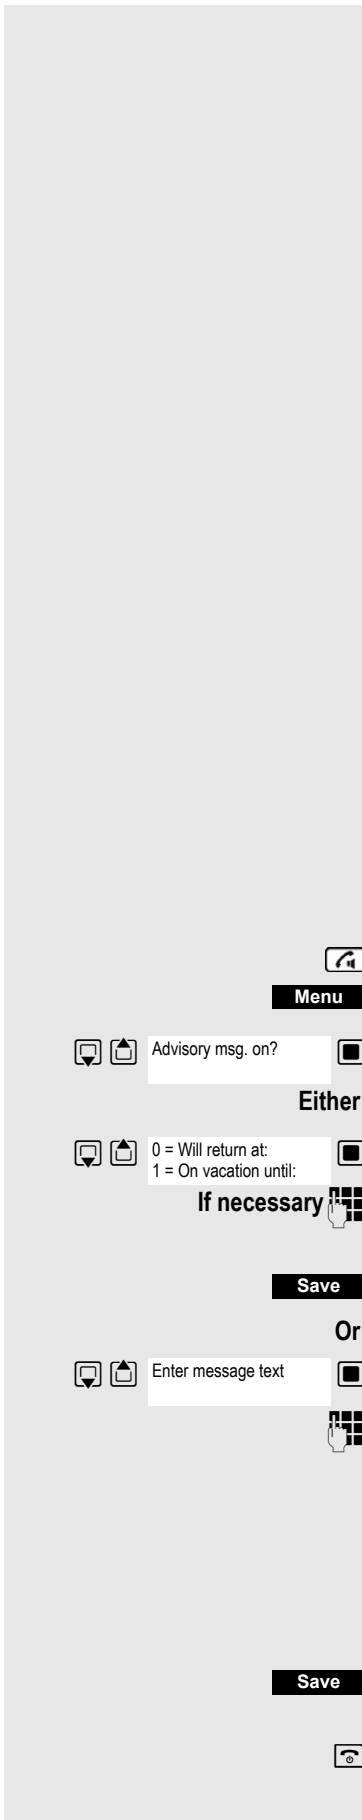 Menu
Advisory msg. on?
Either
0 = Will return at:
1 = On vacation until:
If necessary
Save
Or
Enter message text
Save